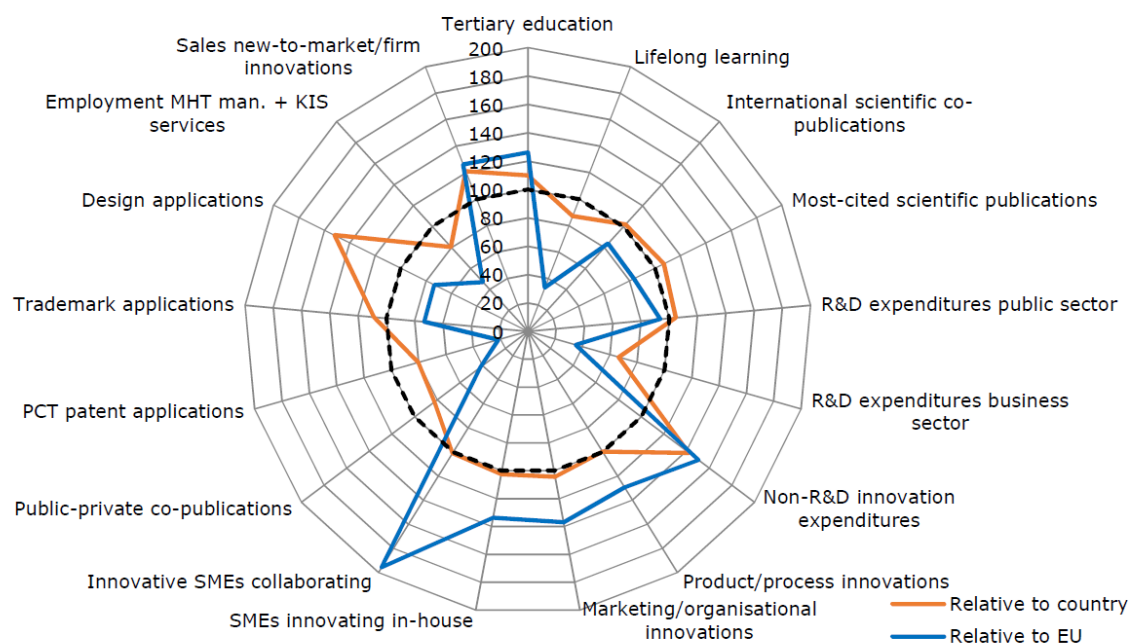 Tertiary education
Sales new-to-market/firm
innovations
Lifelong learning
Employment MHT man. + KIS
services
International scientific co-
publications
Design applications
Most-cited scientific publications
Trademark applications
R&D expenditures public sector
PCT patent applications
R&D expenditures business
sector
Public-private co-publications
Non-R&D innovation
expenditures
Innovative SMEs collaborating
Product/process innovations
SMEs innovating in-house
Marketing/organisational
innovations
200
180
160
140
120
100
80
60
40
20
0
Relative to country
Relative to EU